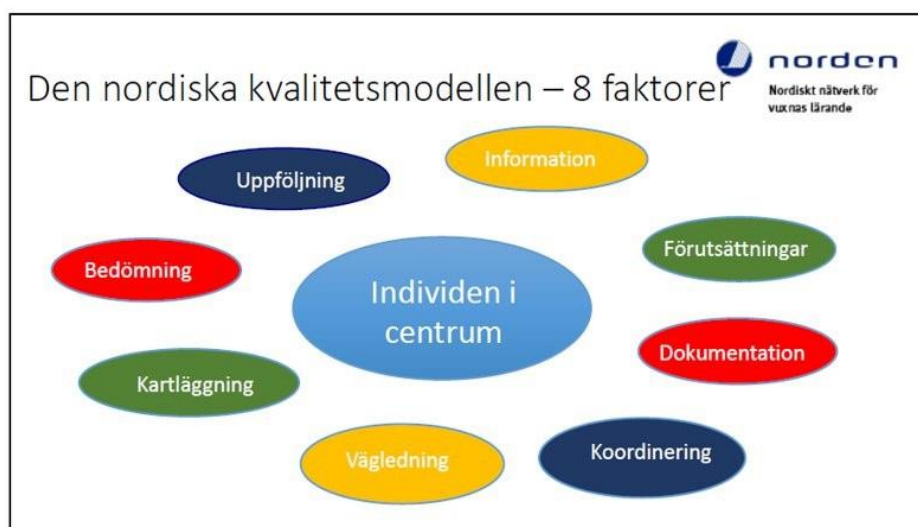 Den nordiska kvalitetsmodellen – 8 faktorer
norden
Nordiskt nätverk för
vuxnas lärande
Information
Uppföljning
Förutsättningar
Bedömning
Individen i
centrum
Dokumentation
Kartläggning
Koordinering
Vägledning